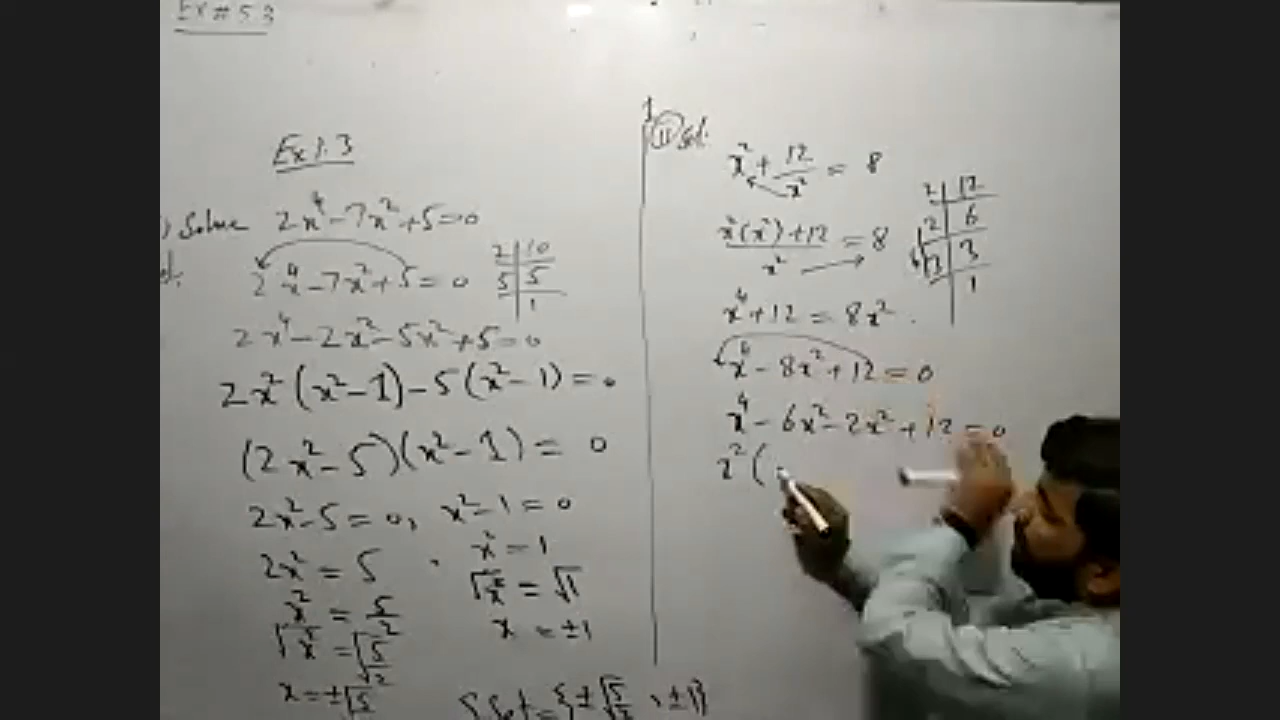 Ex # 5.3
Ex 1.3
) Solve 2x⁴ - 7x² + 5 = 0
2x⁴ - 7x² + 5 = 0
2 | 10
5 | 5
1
2x⁴ - 2x² - 5x² + 5 = 0
2x² (x² - 1) - 5 (x² - 1) = 0
(2x² - 5)(x² - 1) = 0
2x² - 5 = 0, x² - 1 = 0
2x² = 5, x² = 1
x² = 5/2
√x² = √1
√x² = √5/2
x = ±1
x = ±√5
S.Set = {±√5/2, ±1}
(ii) Sol.
x² + 12/x² = 8
x²(x²) + 12 / x² = 8
2 | 12
2 | 6
3 | 3
1
x⁴ + 12 = 8x²
x⁴ - 8x² + 12 = 0
x⁴ - 6x² - 2x² + 12 = 0
x² (